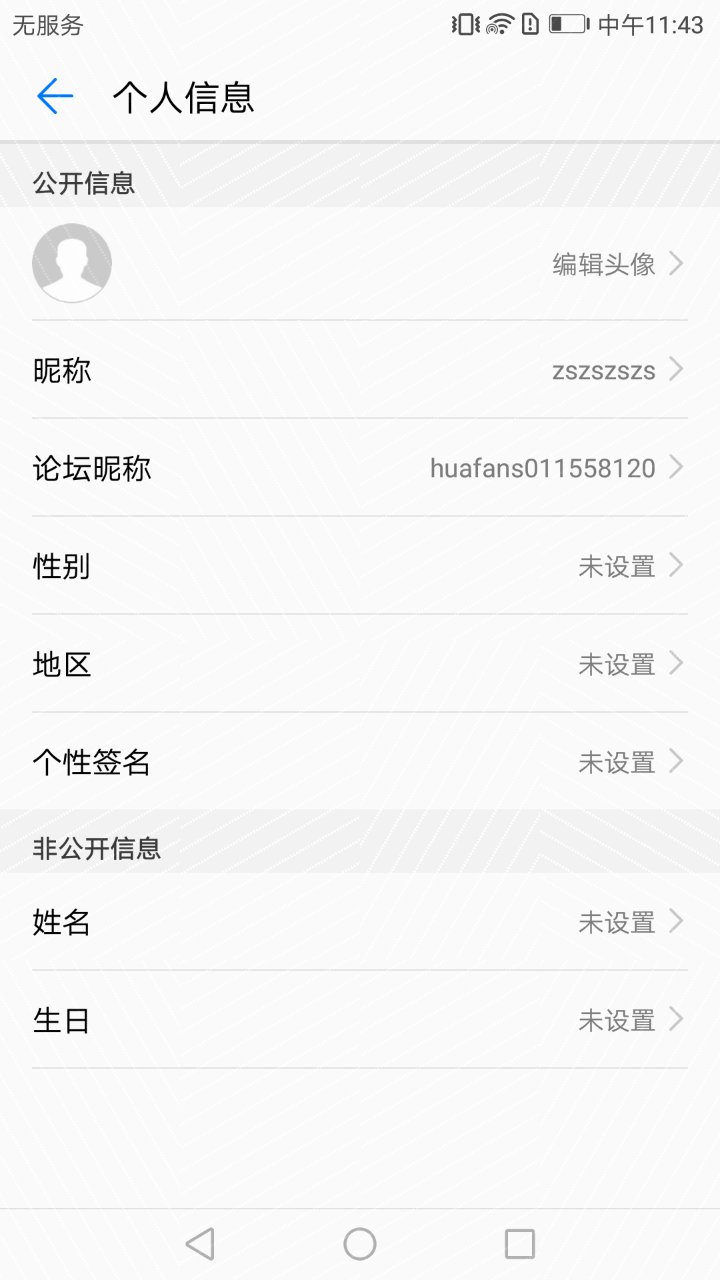 无服务 中午11:43
个人信息
公开信息
编辑头像
昵称 zszszszs
论坛昵称 huafans011558120
性别 未设置
地区 未设置
个性签名 未设置
非公开信息
姓名 未设置
生日 未设置